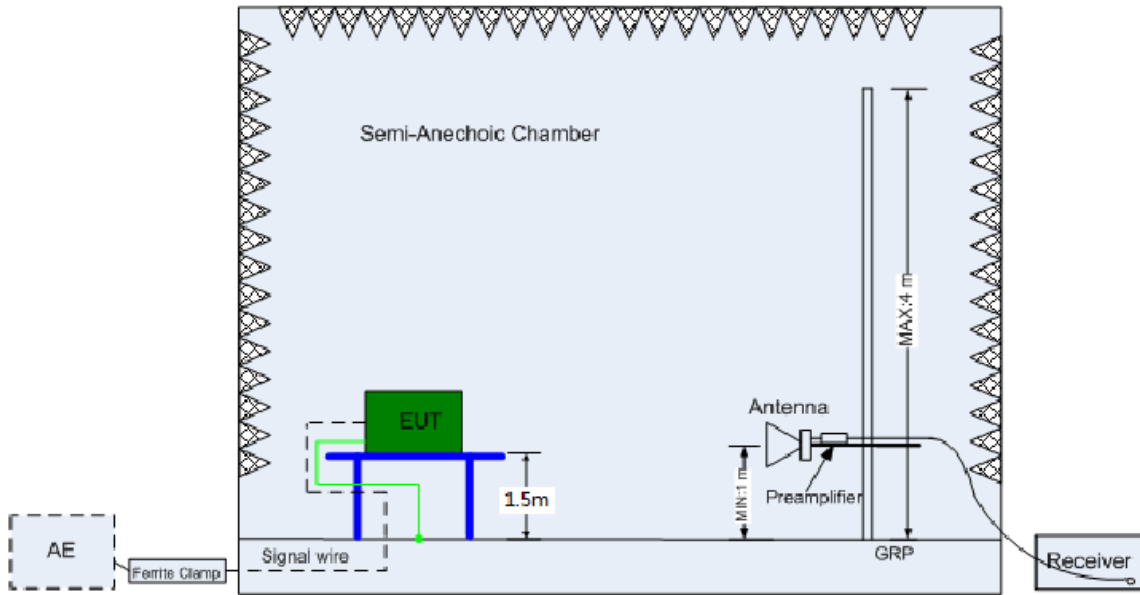 Semi-Anechoic Chamber
MAX:4 m
EUT
Antenna
1.5m
MIN:1 m
Preamplifier
AE
Ferrite Clamp
Signal wire
GRP
Receiver